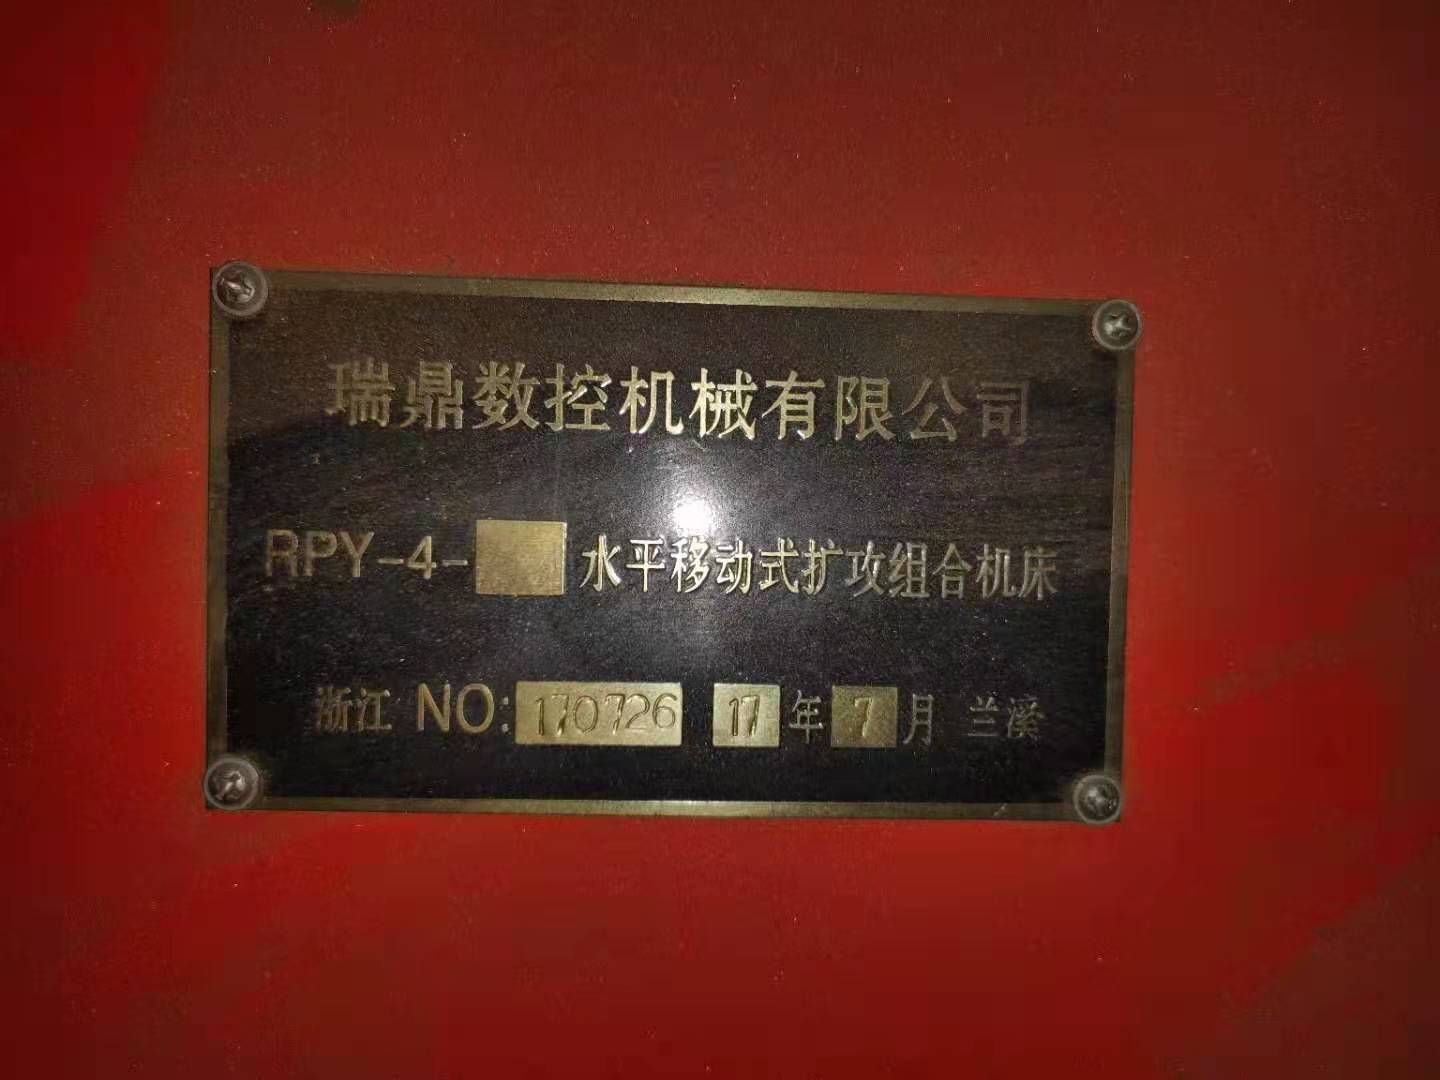 瑞鼎数控机械有限公司
RPY-4- 水平移动式扩攻组合机床
浙江 NO: 170726 17 年 7 月 兰溪